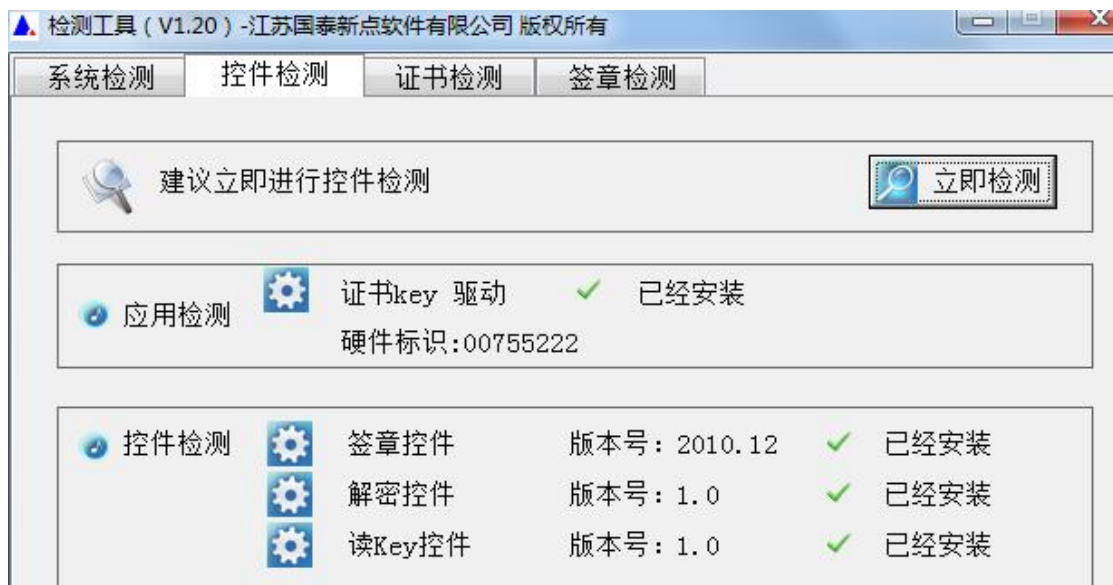 检测工具（V1.20）-江苏国泰新点软件有限公司 版权所有
系统检测 控件检测 证书检测 签章检测
建议立即进行控件检测 立即检测
应用检测 证书key 驱动 已经安装
硬件标识:00755222
控件检测 签章控件 版本号：2010.12 已经安装
解密控件 版本号：1.0 已经安装
读Key控件 版本号：1.0 已经安装